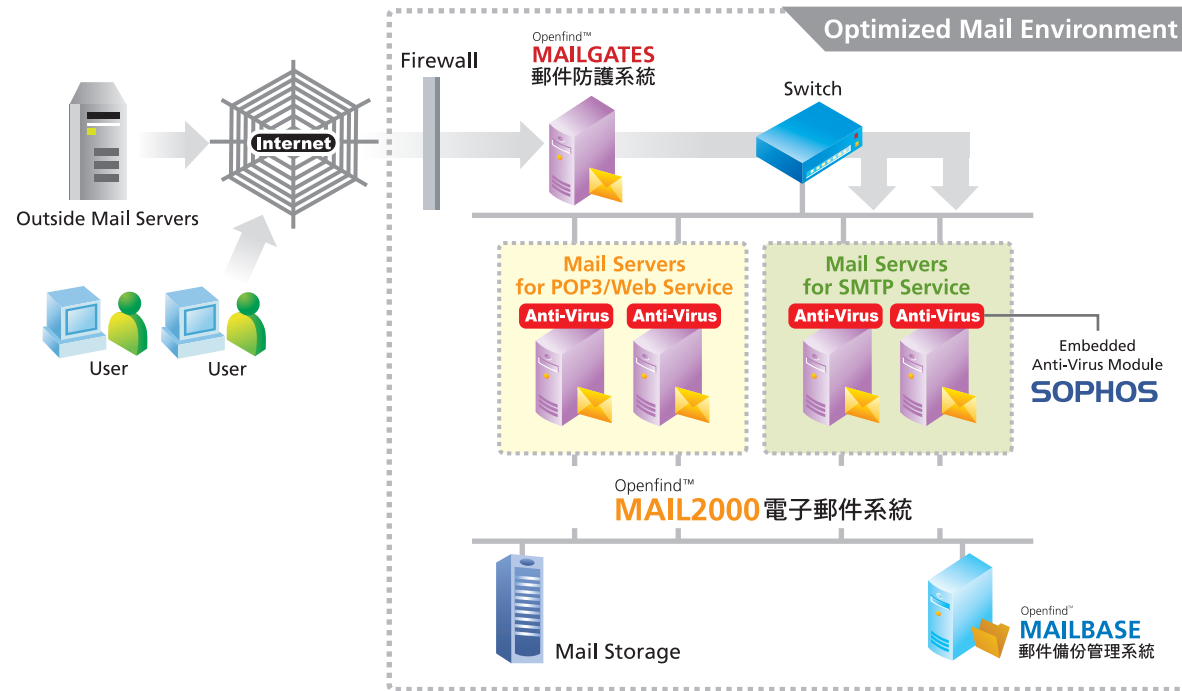 Optimized Mail Environment
Openfind™
MAILGATES
郵件防護系統
Firewall
Switch
Internet
Outside Mail Servers
User
User
Mail Servers
for POP3/Web Service
Anti-Virus
Anti-Virus
Mail Servers
for SMTP Service
Anti-Virus
Anti-Virus
Embedded
Anti-Virus Module
SOPHOS
Openfind™
MAIL2000電子郵件系統
Mail Storage
Openfind™
MAILBASE
郵件備份管理系統